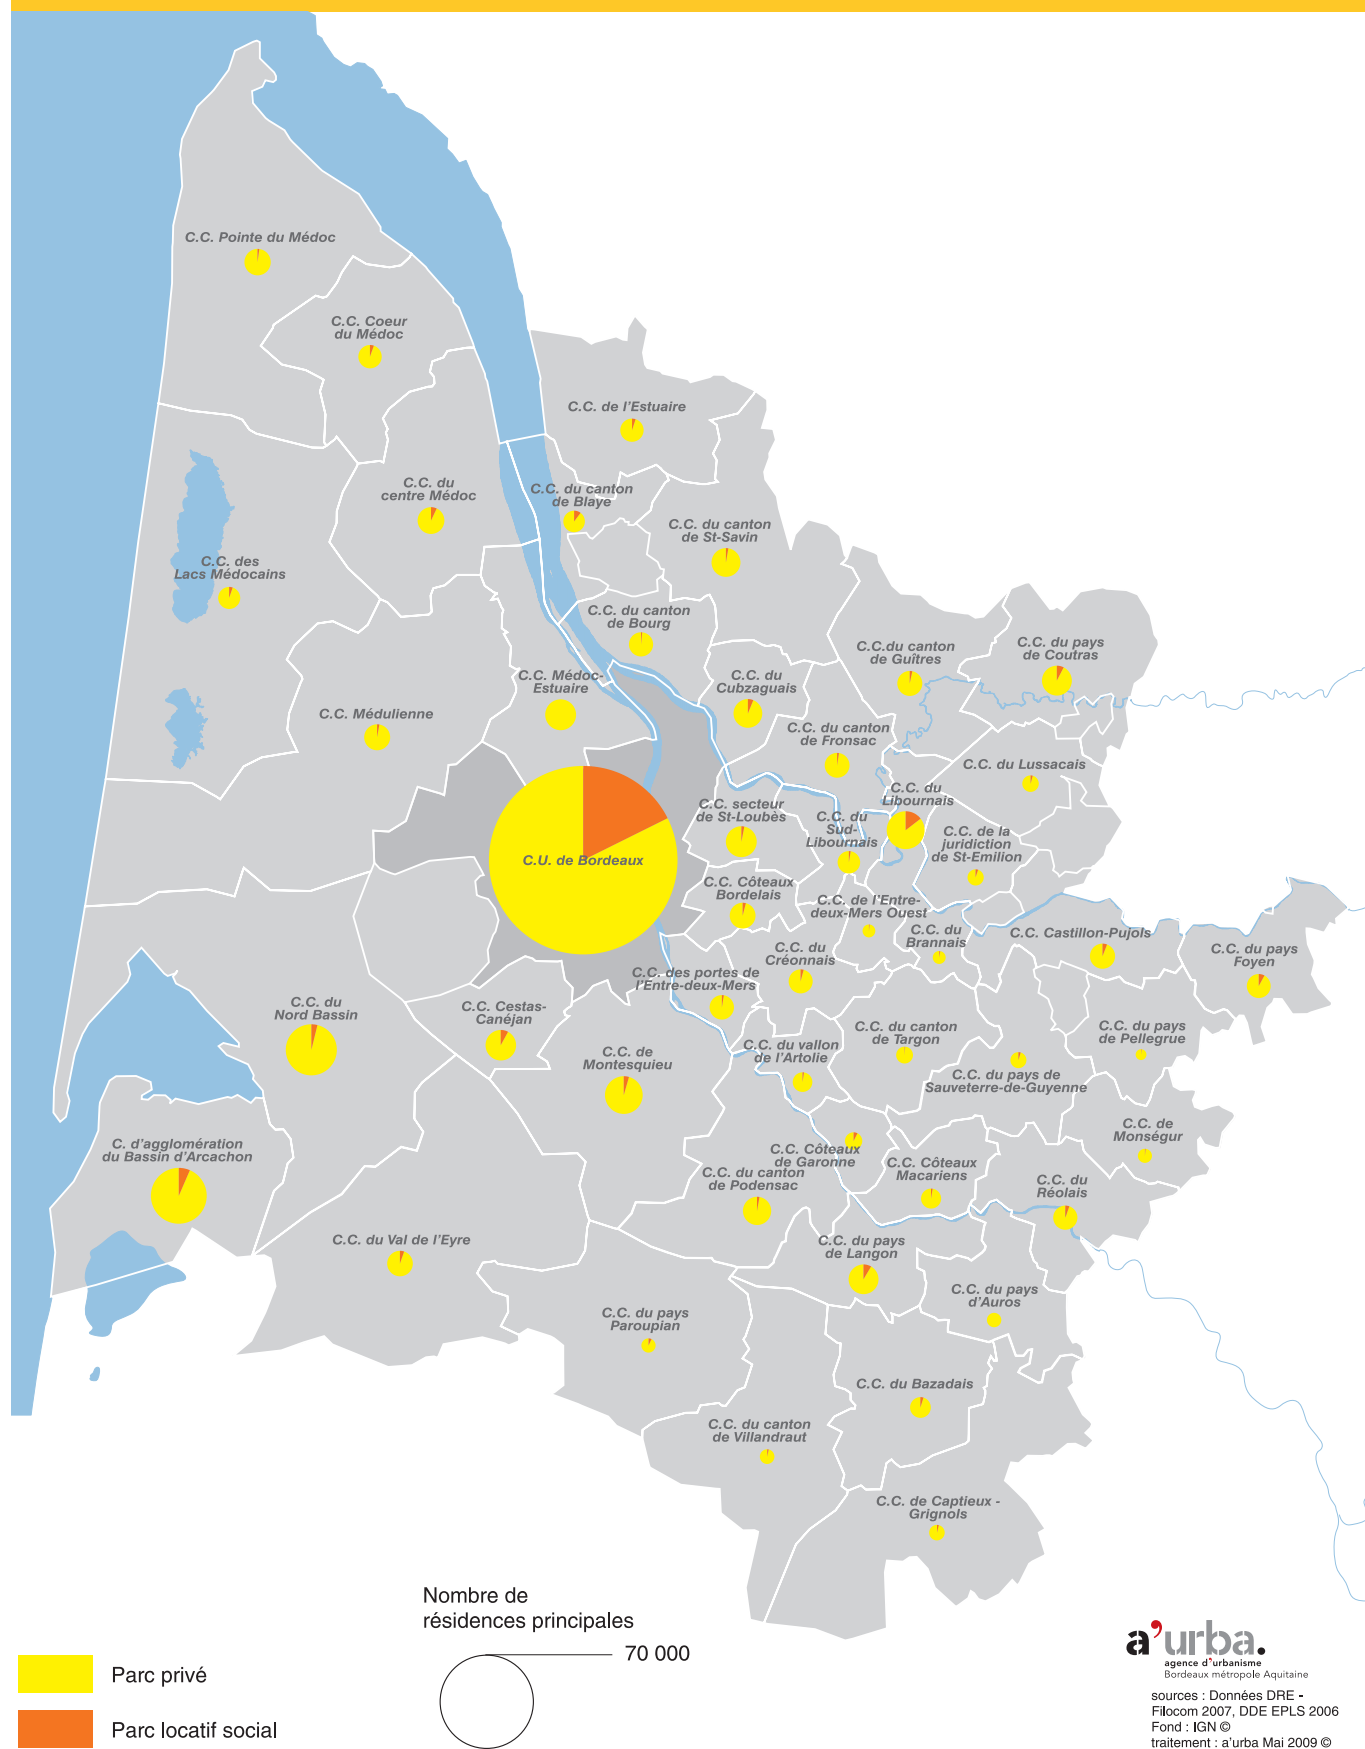 C.C. Pointe du Médoc
C.C. Coeur
du Médoc
C.C. de l'Estuaire
C.C. du
centre Médoc
C.C. du canton
de Blaye
C.C. du canton
de St-Savin
C.C. des
Lacs Médocains
C.C. du canton
de Bourg
C.C.du canton
de Guîtres
C.C. du pays
de Coutras
C.C. Médoc-
Estuaire
C.C. du
Cubzaguais
C.C. Médulienne
C.C. du canton
de Fronsac
C.C. du Lussacais
C.C. du
Libournais
C.C. secteur
de St-Loubès
C.C. du
Sud-
Libournais
C.C. de la
juridiction
de St-Emilion
C.U. de Bordeaux
C.C. Côteaux
Bordelais
C.C. de l'Entre-
deux-Mers Ouest
C.C. du
Brannais
C.C. Castillon-Pujols
C.C. du pays
Foyen
C.C. du
Créonnais
C.C. des portes de
l'Entre-deux-Mers
C.C. du
Nord Bassin
C.C. Cestas-
Canéjan
C.C. du canton
de Targon
C.C. du pays
de Pellegrue
C.C. de
Montesquieu
C.C. du vallon
de l'Artolie
C.C. du pays de
Sauveterre-de-Guyenne
C.C. de
Monségur
C. d'agglomération
du Bassin d'Arcachon
C.C. Côteaux
de Garonne
C.C. Côteaux
Macariens
C.C. du canton
de Podensac
C.C. du
Réolais
C.C. du Val de l'Eyre
C.C. du pays
de Langon
C.C. du pays
d'Auros
C.C. du pays
Paroupian
C.C. du Bazadais
C.C. du canton
de Villandraut
C.C. de Captieux -
Grignols
Nombre de
résidences principales
70 000
Parc privé
Parc locatif social
a'urba.
agence d'urbanisme
Bordeaux métropole Aquitaine
sources : Données DRE -
Filocom 2007, DDE EPLS 2006
Fond : IGN ©
traitement : a'urba Mai 2009 ©